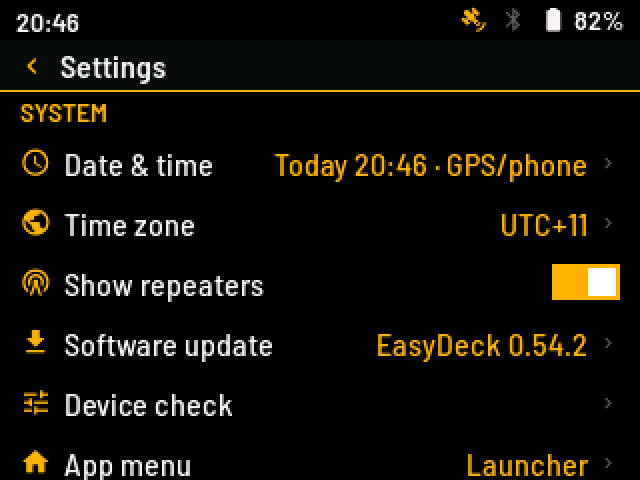 20:46 82%
Settings
SYSTEM
Date & time Today 20:46 · GPS/phone
Time zone UTC+11
Show repeaters
Software update EasyDeck 0.54.2
Device check
App menu Launcher